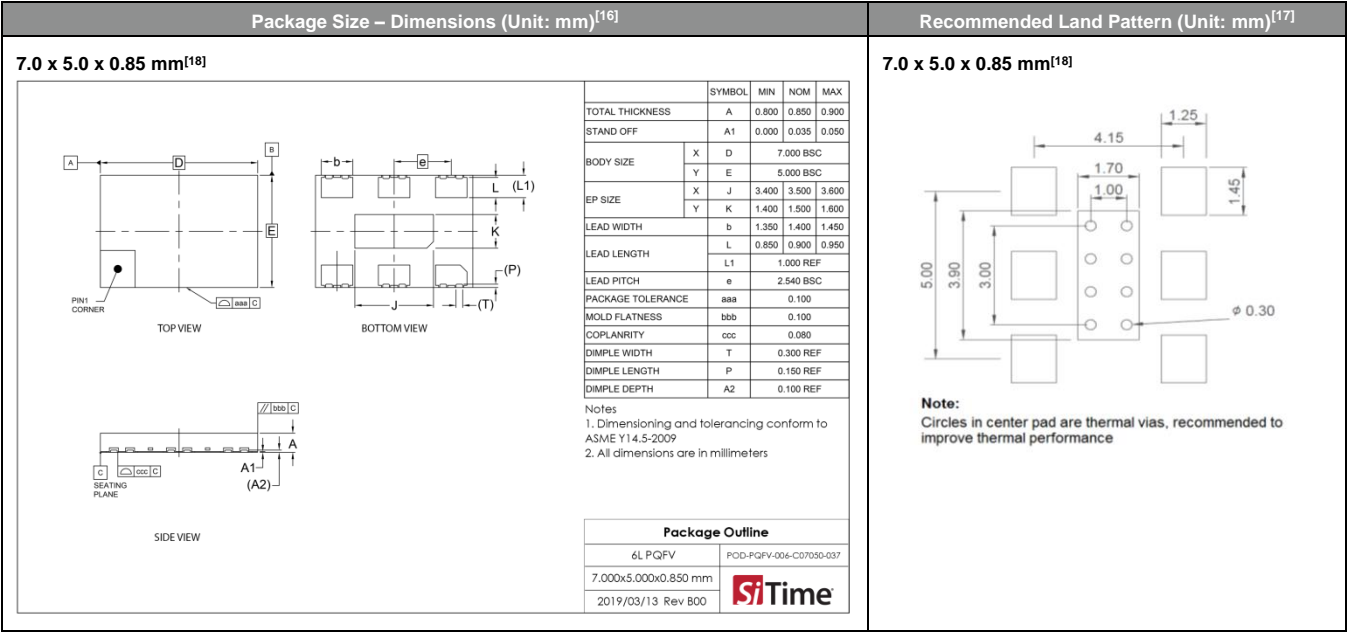 Package Size – Dimensions (Unit: mm)[16]
Recommended Land Pattern (Unit: mm)[17]
7.0 x 5.0 x 0.85 mm[18]
A
D
B
E
PIN1
CORNER
aaa C
TOP VIEW
b
e
L
(L1)
K
(P)
J
(T)
BOTTOM VIEW
// bbb C
A
A1
(A2)
C
ccc C
SEATING
PLANE
SIDE VIEW
SYMBOL MIN NOM MAX
TOTAL THICKNESS A 0.800 0.850 0.900
STAND OFF A1 0.000 0.035 0.050
BODY SIZE X D 7.000 BSC
Y E 5.000 BSC
EP SIZE X J 3.400 3.500 3.600
Y K 1.400 1.500 1.600
LEAD WIDTH b 1.350 1.400 1.450
LEAD LENGTH L 0.850 0.900 0.950
L1 1.000 REF
LEAD PITCH e 2.540 BSC
PACKAGE TOLERANCE aaa 0.100
MOLD FLATNESS bbb 0.100
COPLANRITY ccc 0.080
DIMPLE WIDTH T 0.300 REF
DIMPLE LENGTH P 0.150 REF
DIMPLE DEPTH A2 0.100 REF
Notes
1. Dimensioning and tolerancing conform to
ASME Y14.5-2009
2. All dimensions are in millimeters
Package Outline
6L PQFV POD-PQFV-006-C07050-037
7.000x5.000x0.850 mm
2019/03/13 Rev B00
SiTime
7.0 x 5.0 x 0.85 mm[18]
1.25
4.15
1.70
1.00
1.45
5.00
3.90
3.00
ø 0.30
Note:
Circles in center pad are thermal vias, recommended to
improve thermal performance